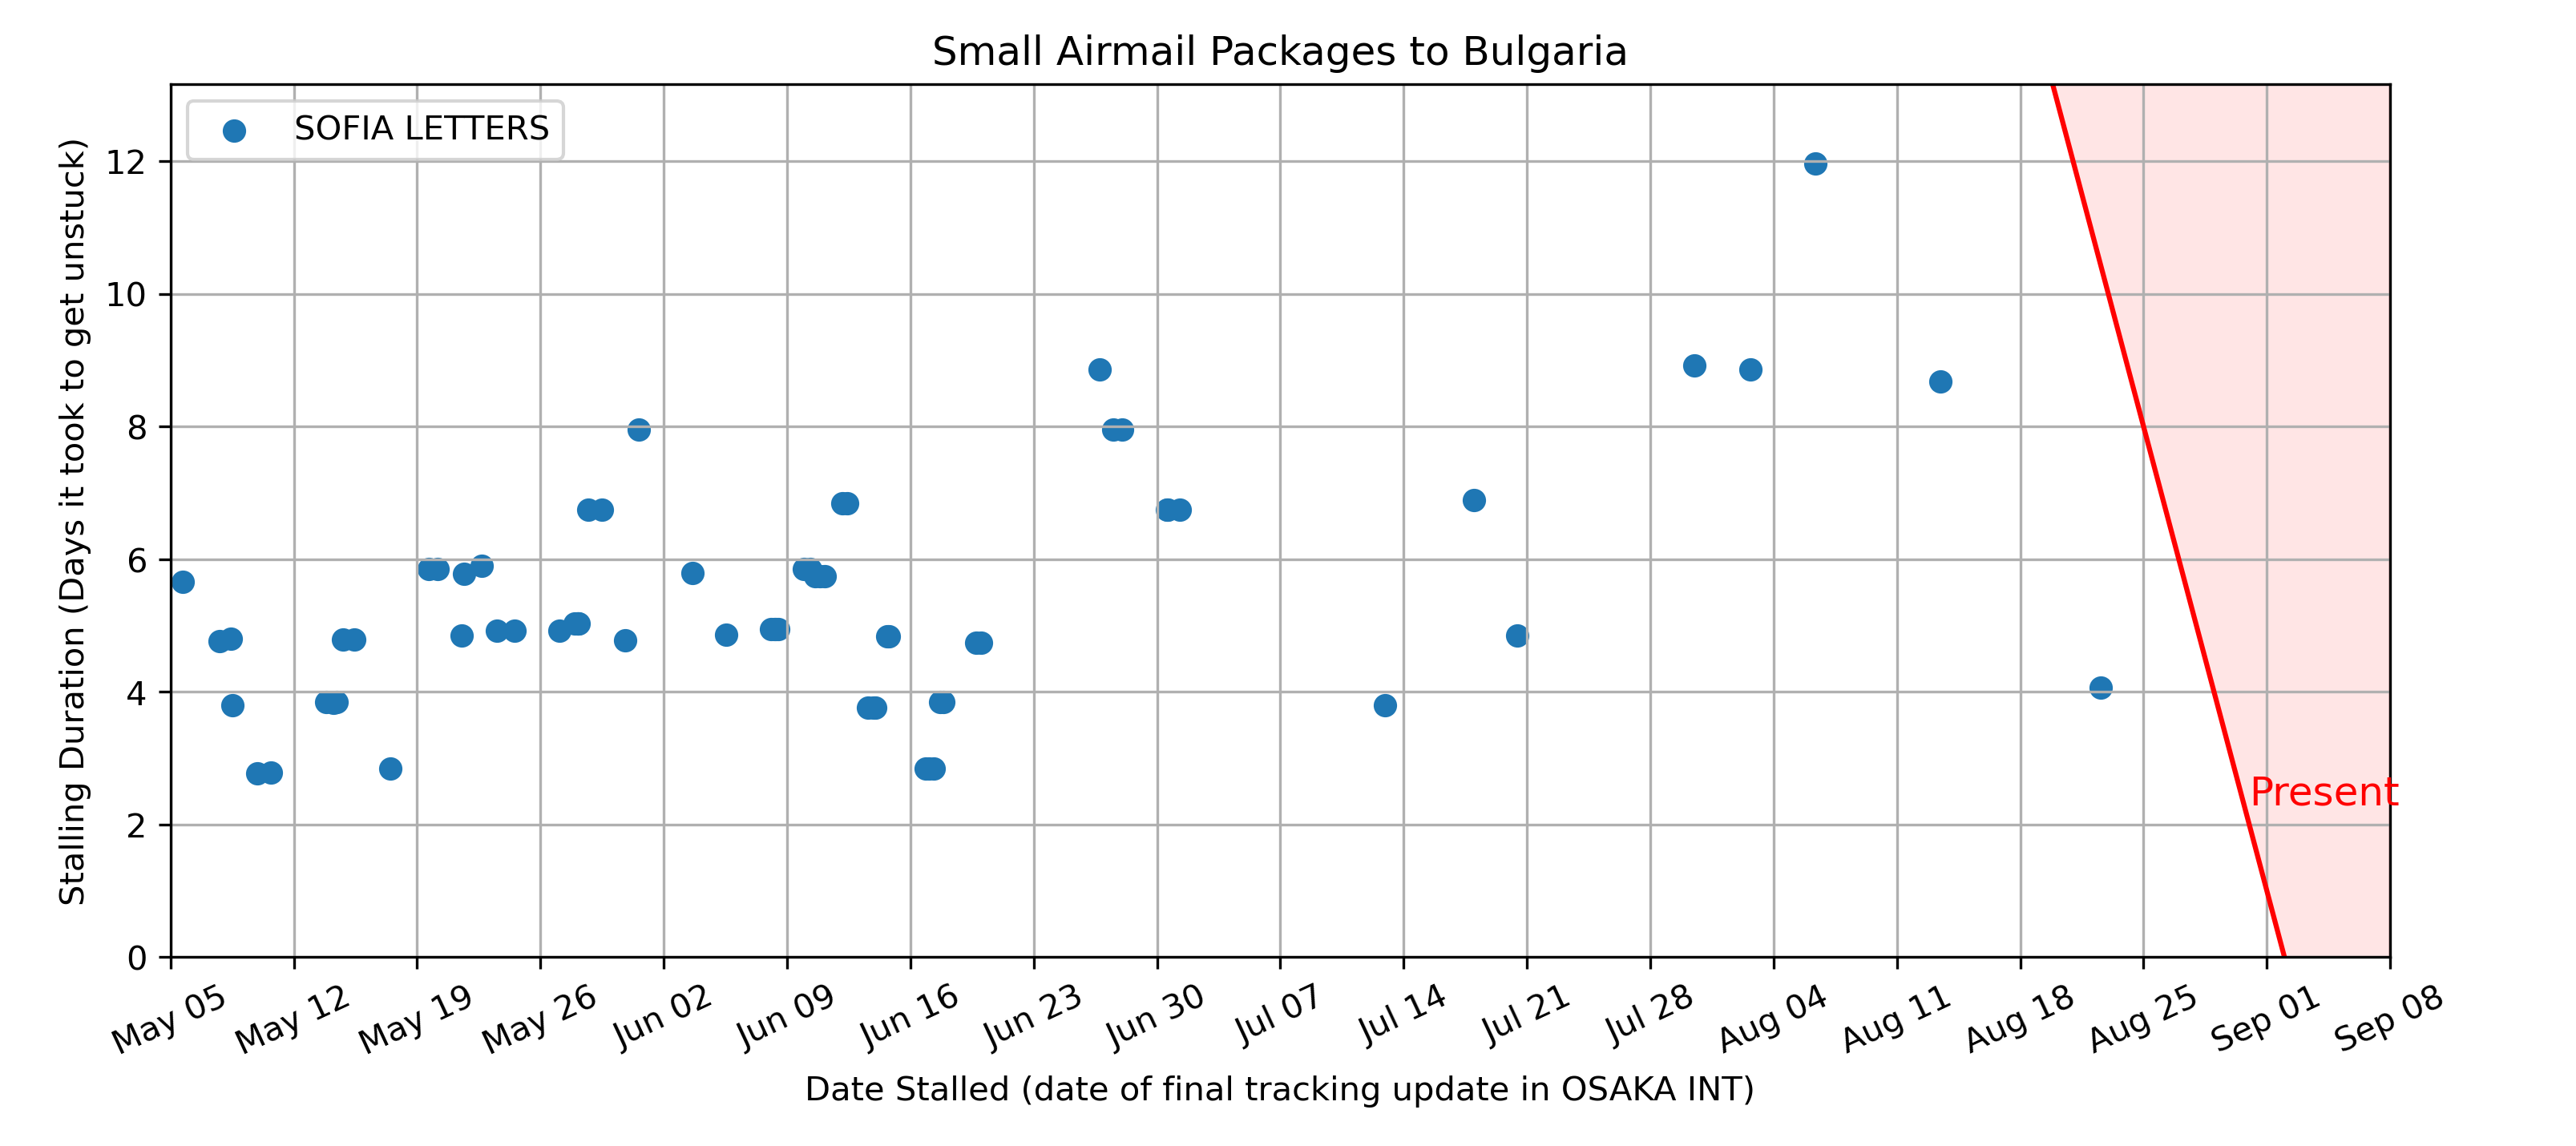 Small Airmail Packages to Bulgaria
SOFIA LETTERS
Stalling Duration (Days it took to get unstuck)
12
10
8
6
4
2
0
Present
May 05
May 12
May 19
May 26
Jun 02
Jun 09
Jun 16
Jun 23
Jun 30
Jul 07
Jul 14
Jul 21
Jul 28
Aug 04
Aug 11
Aug 18
Aug 25
Sep 01
Sep 08
Date Stalled (date of final tracking update in OSAKA INT)